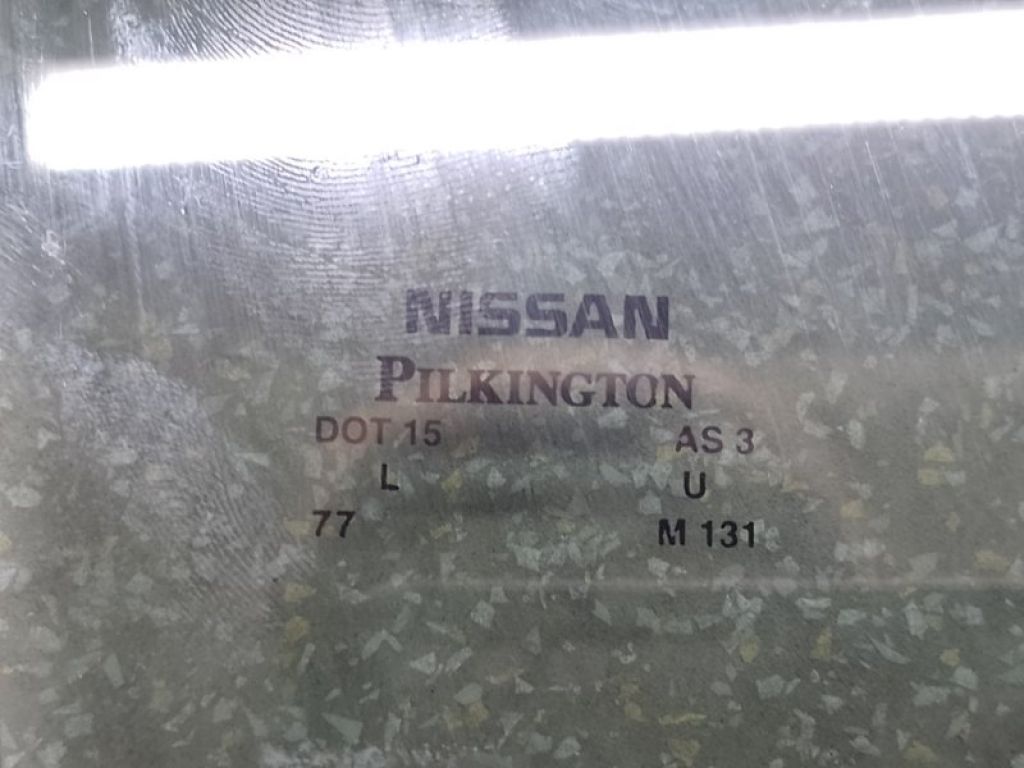 NISSAN
PILKINGTON
DOT 15 AS 3
L U
77 M 131